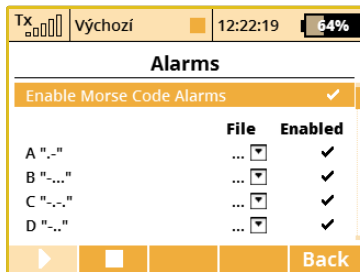 Tx Výchozí 12:22:19 64%
Alarms
Enable Morse Code Alarms ✓
File Enabled
A ".-" ... ✓
B "-..." ... ✓
C "-.-." ... ✓
D "-.." ... ✓
Back